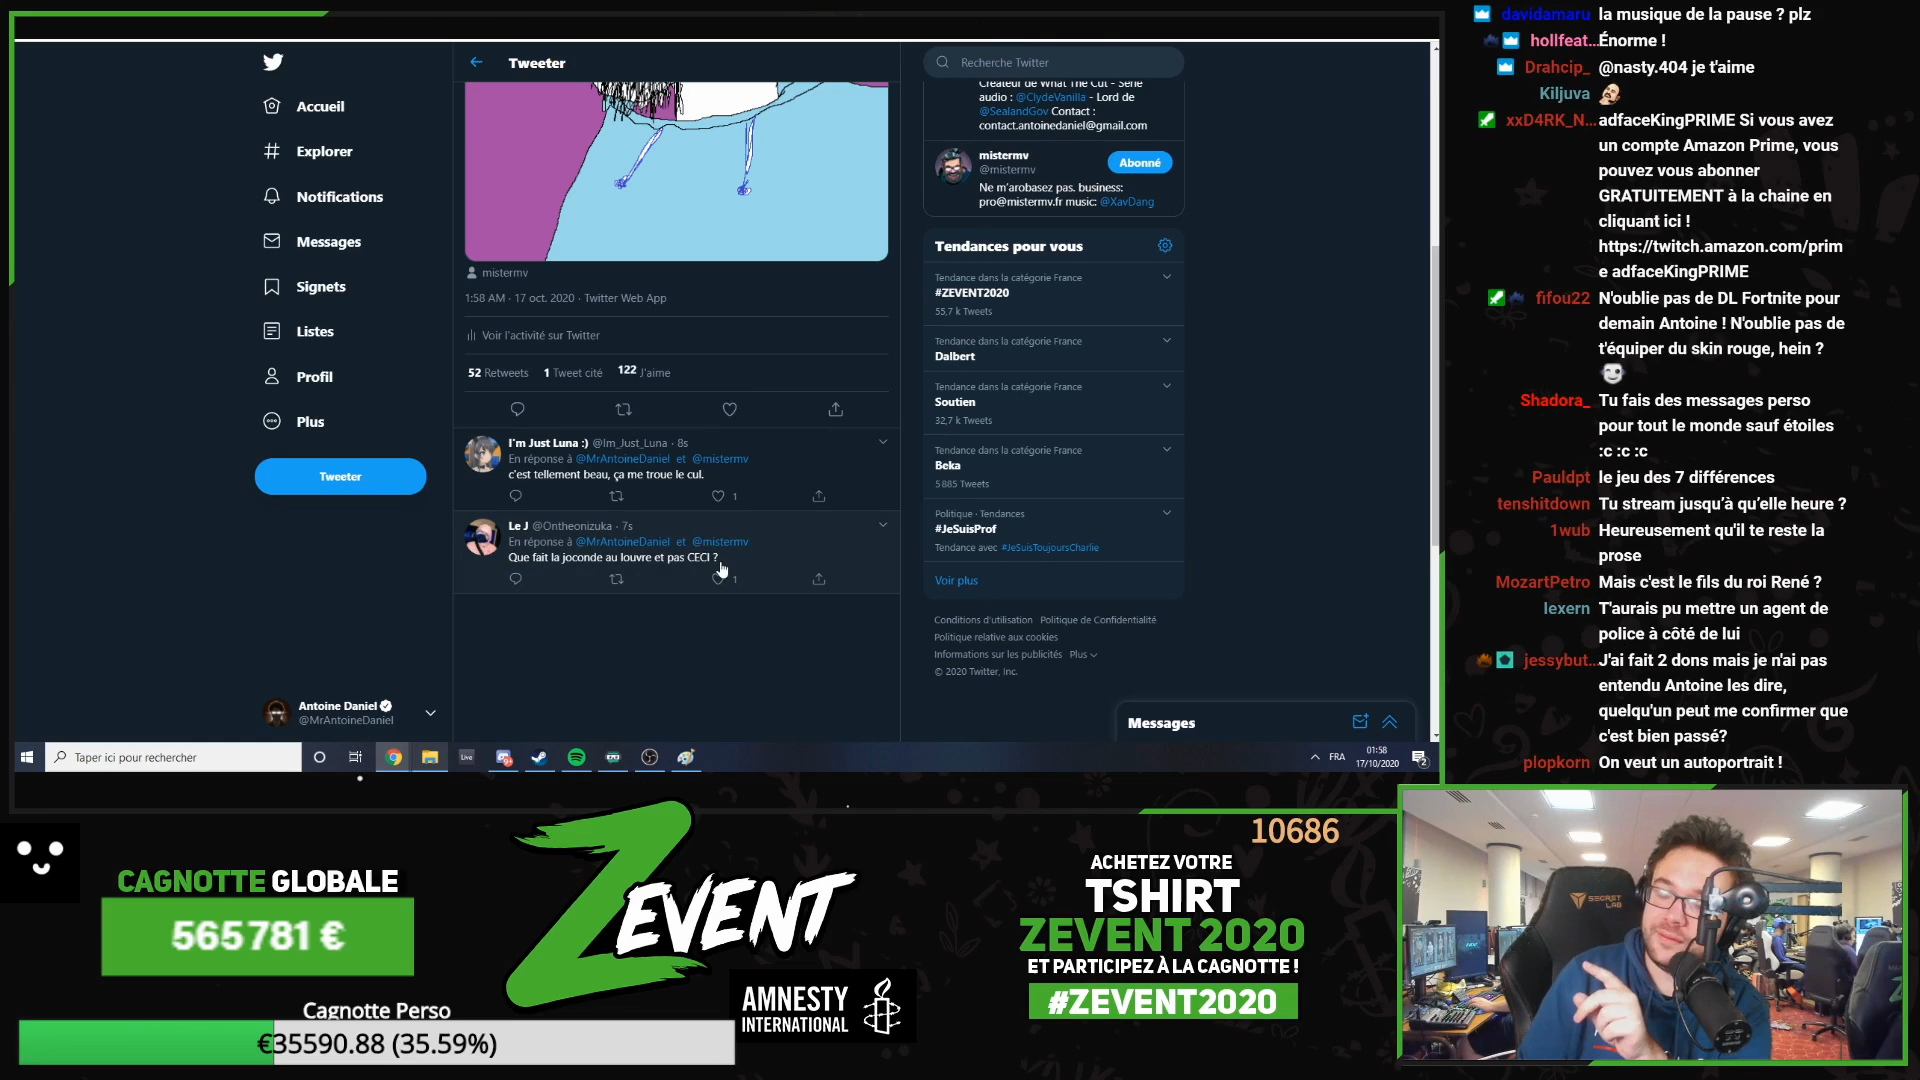 Tweeter
Accueil
Explorer
Notifications
Messages
Signets
Listes
Profil
Plus
Tweeter
Antoine Daniel
@MrAntoineDaniel
mistermv
1:58 AM · 17 oct. 2020 · Twitter Web App
Voir l'activité sur Twitter
52 Retweets 1 Tweet cité 122 J'aime
I'm Just Luna :) @Im_Just_Luna · 8s
En réponse à @MrAntoineDaniel et @mistermv
c'est tellement beau, ça me troue le cul.
1
Le J @Ontheonizuka · 7s
En réponse à @MrAntoineDaniel et @mistermv
Que fait la joconde au louvre et pas CECI ?
1
Recherche Twitter
Créateur de What The Cut - Série
audio : @ClydeVanilla - Lord de
@SealandGov Contact :
contact.antoinedaniel@gmail.com
mistermv
@mistermv
Abonné
Ne m'arobasez pas. business:
pro@mistermv.fr music: @XavDang
Tendances pour vous
Tendance dans la catégorie France
#ZEVENT2020
55,7 k Tweets
Tendance dans la catégorie France
Dalbert
Tendance dans la catégorie France
Soutien
32,7 k Tweets
Tendance dans la catégorie France
Beka
5 885 Tweets
Politique · Tendances
#JeSuisProf
Tendance avec #JeSuisToujoursCharlie
Voir plus
Conditions d'utilisation Politique de Confidentialité
Politique relative aux cookies
Informations sur les publicités Plus
© 2020 Twitter, Inc.
Messages
Taper ici pour rechercher
Live
FRA
01:58
17/10/2020
2
davidamaru la musique de la pause ? plz
hollfeat... Énorme !
Drahcip_ @nasty.404 je t'aime
Kiljuva
xxD4RK_N... adfaceKingPRIME Si vous avez
un compte Amazon Prime, vous
pouvez vous abonner
GRATUITEMENT à la chaine en
cliquant ici !
https://twitch.amazon.com/prim
e adfaceKingPRIME
fifou22 N'oublie pas de DL Fortnite pour
demain Antoine ! N'oublie pas de
t'équiper du skin rouge, hein ?
Shadora_ Tu fais des messages perso
pour tout le monde sauf étoiles
:c :c :c
Pauldpt le jeu des 7 différences
tenshitdown Tu stream jusqu'à qu'elle heure ?
1wub Heureusement qu'il te reste la
prose
MozartPetro Mais c'est le fils du roi René ?
lexern T'aurais pu mettre un agent de
police à côté de lui
jessybut... J'ai fait 2 dons mais je n'ai pas
entendu Antoine les dire,
quelqu'un peut me confirmer que
c'est bien passé?
plopkorn On veut un autoportrait !
CAGNOTTE GLOBALE
565 781 €
Cagnotte Perso
€35590.88 (35.59%)
ZEVENT
AMNESTY
INTERNATIONAL
10686
ACHETEZ VOTRE
TSHIRT
ZEVENT 2020
ET PARTICIPEZ À LA CAGNOTTE !
#ZEVENT2020
SECRET
LAB